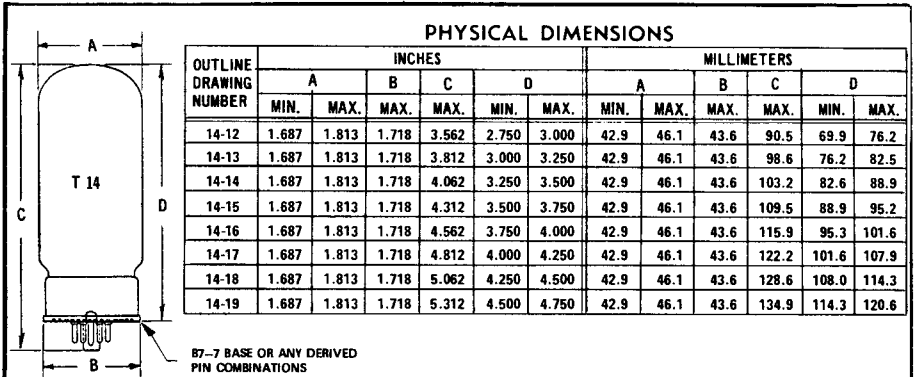 PHYSICAL DIMENSIONS
OUTLINE DRAWING NUMBER INCHES MILLIMETERS
A B C D A B C D
MIN. MAX. MAX. MAX. MIN. MAX. MIN. MAX. MAX. MAX. MIN. MAX.
14-12 1.687 1.813 1.718 3.562 2.750 3.000 42.9 46.1 43.6 90.5 69.9 76.2
14-13 1.687 1.813 1.718 3.812 3.000 3.250 42.9 46.1 43.6 98.6 76.2 82.5
14-14 1.687 1.813 1.718 4.062 3.250 3.500 42.9 46.1 43.6 103.2 82.6 88.9
14-15 1.687 1.813 1.718 4.312 3.500 3.750 42.9 46.1 43.6 109.5 88.9 95.2
14-16 1.687 1.813 1.718 4.562 3.750 4.000 42.9 46.1 43.6 115.9 95.3 101.6
14-17 1.687 1.813 1.718 4.812 4.000 4.250 42.9 46.1 43.6 122.2 101.6 107.9
14-18 1.687 1.813 1.718 5.062 4.250 4.500 42.9 46.1 43.6 128.6 108.0 114.3
14-19 1.687 1.813 1.718 5.312 4.500 4.750 42.9 46.1 43.6 134.9 114.3 120.6
A
T 14
C
D
B
B7-7 BASE OR ANY DERIVED
PIN COMBINATIONS